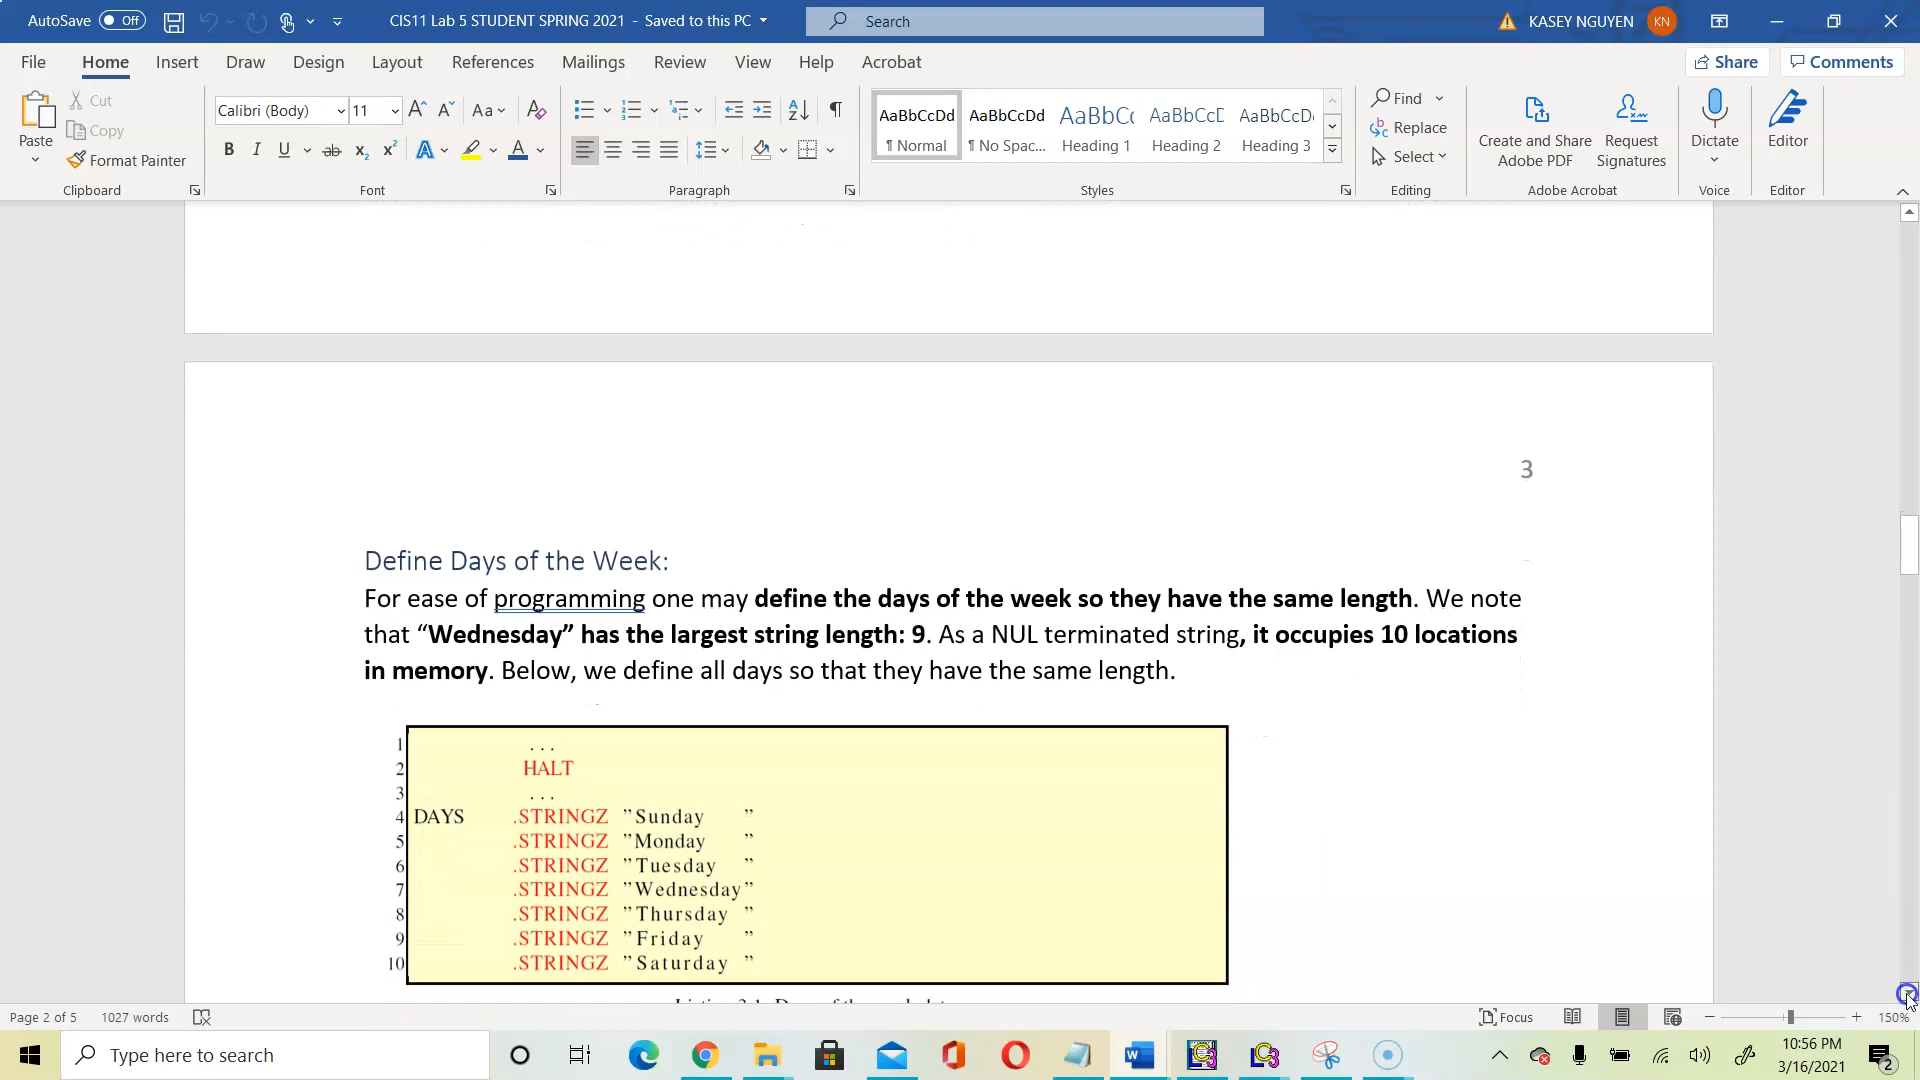 AutoSave Off CIS11 Lab 5 STUDENT SPRING 2021 - Saved to this PC Search KASEY NGUYEN KN
File Home Insert Draw Design Layout References Mailings Review View Help Acrobat Share Comments
Paste Cut Copy Format Painter Clipboard
Calibri (Body) 11 Aa B I U ab x₂ x² A A Font
Paragraph
AaBbCcDd AaBbCcDd AaBbCc AaBbCcD AaBbCcD
¶ Normal ¶ No Spac... Heading 1 Heading 2 Heading 3
Styles
Find Replace Select Editing
Create and Share Adobe PDF Request Signatures Adobe Acrobat
Dictate Voice
Editor Editor
3
Define Days of the Week:
For ease of programming one may define the days of the week so they have the same length. We note
that “Wednesday” has the largest string length: 9. As a NUL terminated string, it occupies 10 locations
in memory. Below, we define all days so that they have the same length.
1 ...
2 HALT
3 ...
4 DAYS .STRINGZ ”Sunday ”
5 .STRINGZ ”Monday ”
6 .STRINGZ ”Tuesday ”
7 .STRINGZ ”Wednesday”
8 .STRINGZ ”Thursday ”
9 .STRINGZ ”Friday ”
10 .STRINGZ ”Saturday ”
Page 2 of 5 1027 words Focus 150%
Type here to search 10:56 PM
3/16/2021 2